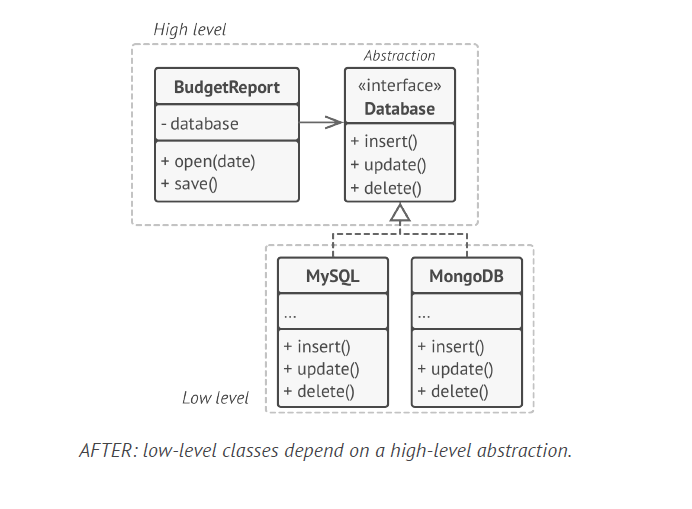 High level
Abstraction
BudgetReport
- database
+ open(date)
+ save()
«interface»
Database
+ insert()
+ update()
+ delete()
MySQL
...
+ insert()
+ update()
+ delete()
MongoDB
...
+ insert()
+ update()
+ delete()
Low level
AFTER: low-level classes depend on a high-level abstraction.